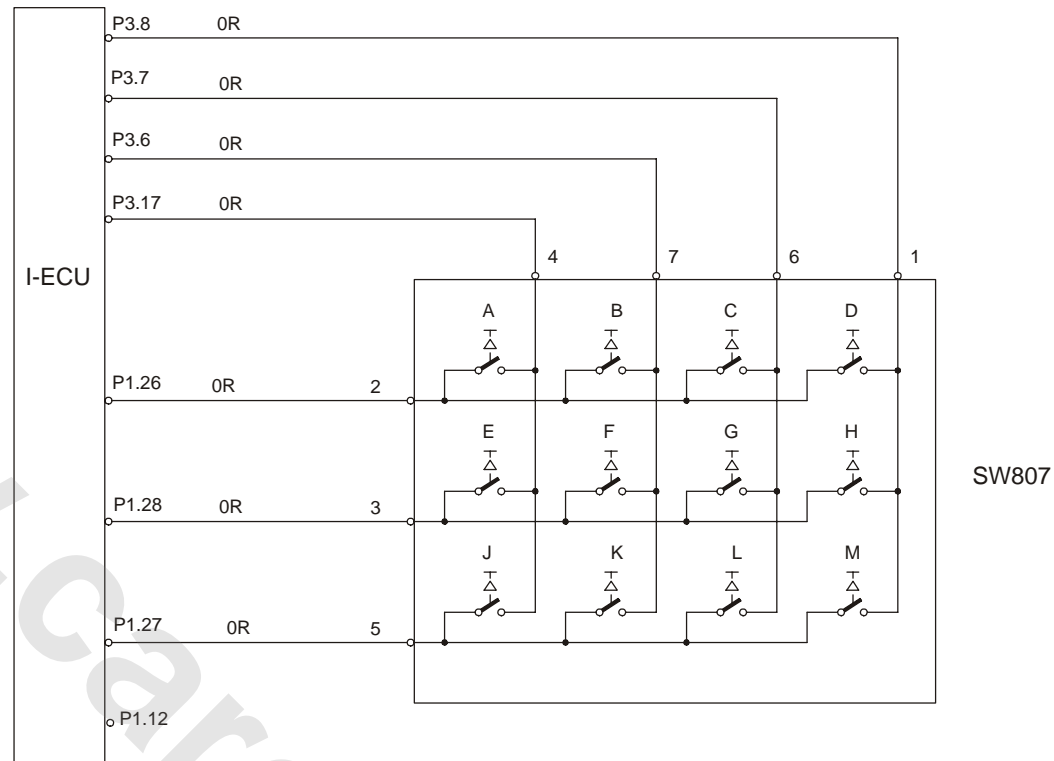 P3.8 0R
P3.7 0R
P3.6 0R
P3.17 0R
4 7 6 1
I-ECU
A B C D
P1.26 0R 2
E F G H
SW807
P1.28 0R 3
J K L M
P1.27 0R 5
P1.12